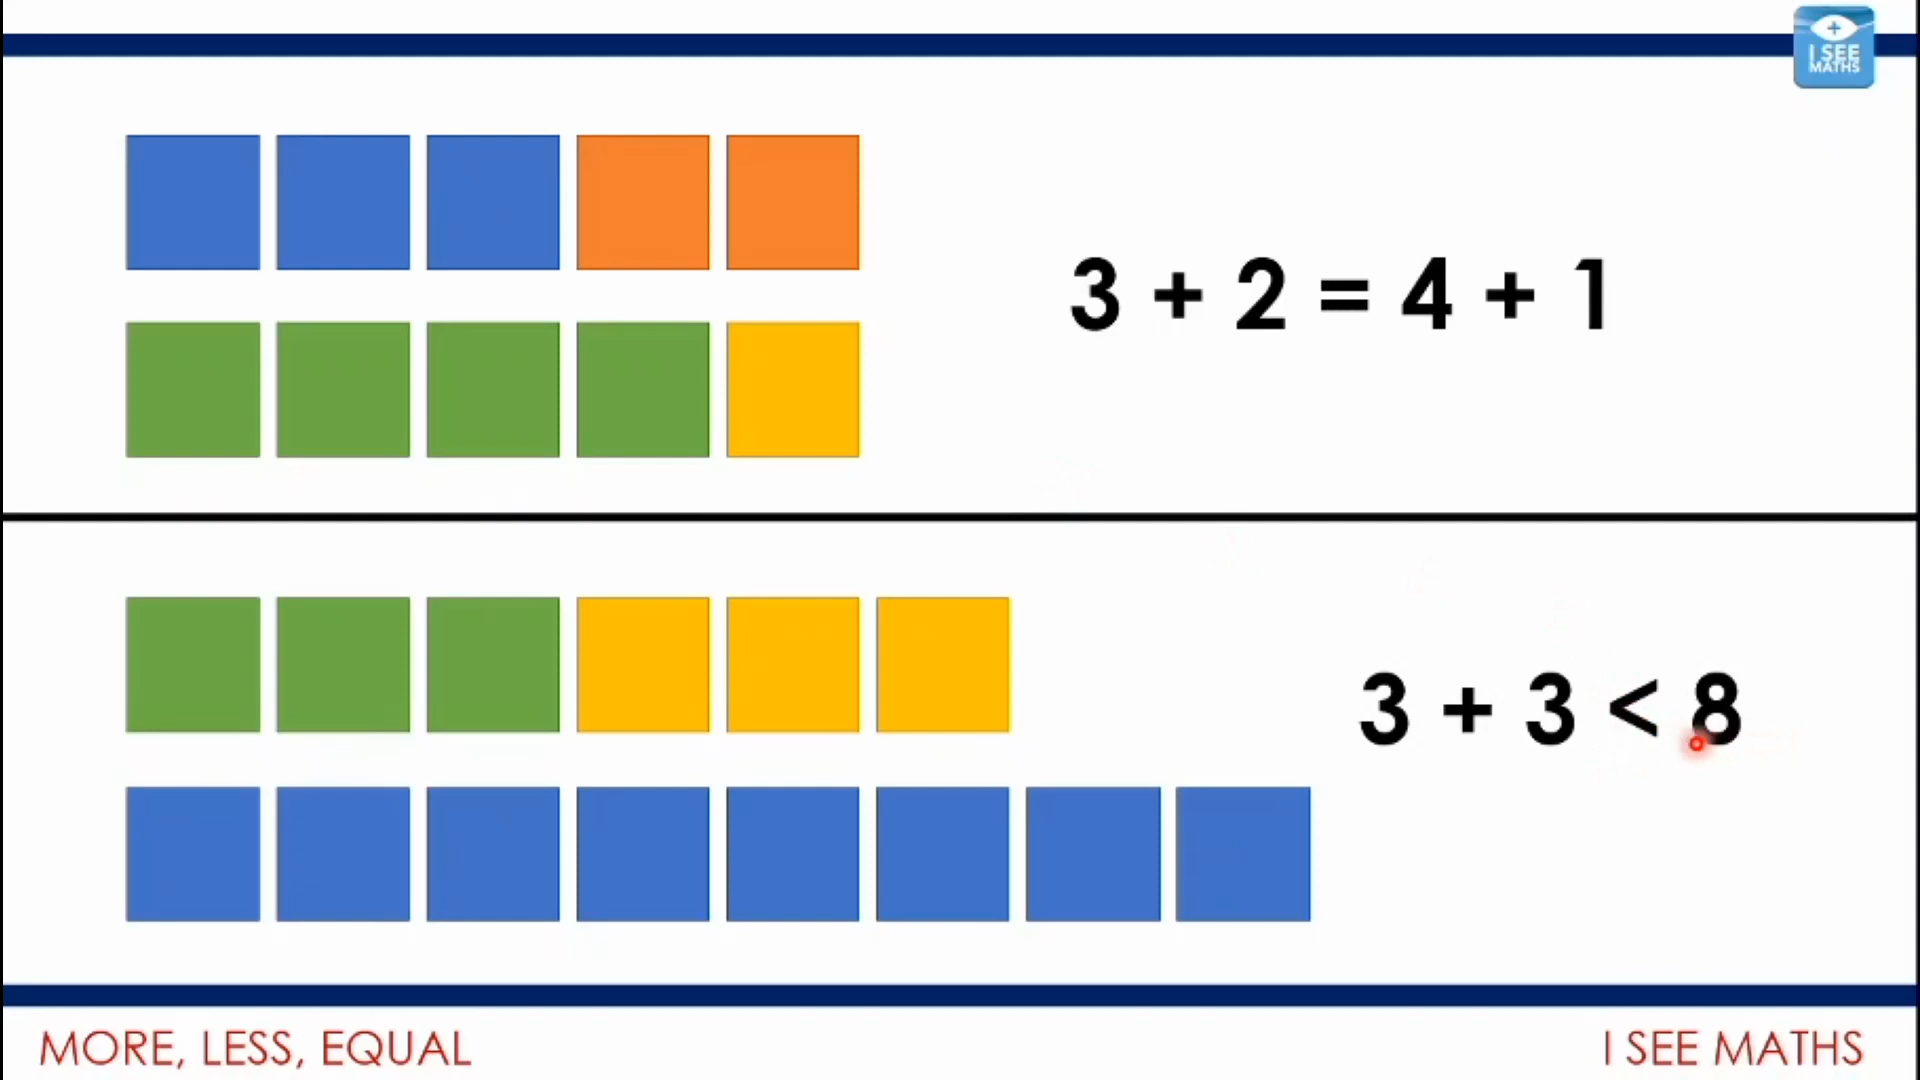 I SEE
MATHS
3 + 2 = 4 + 1
3 + 3 < 8
MORE, LESS, EQUAL
I SEE MATHS